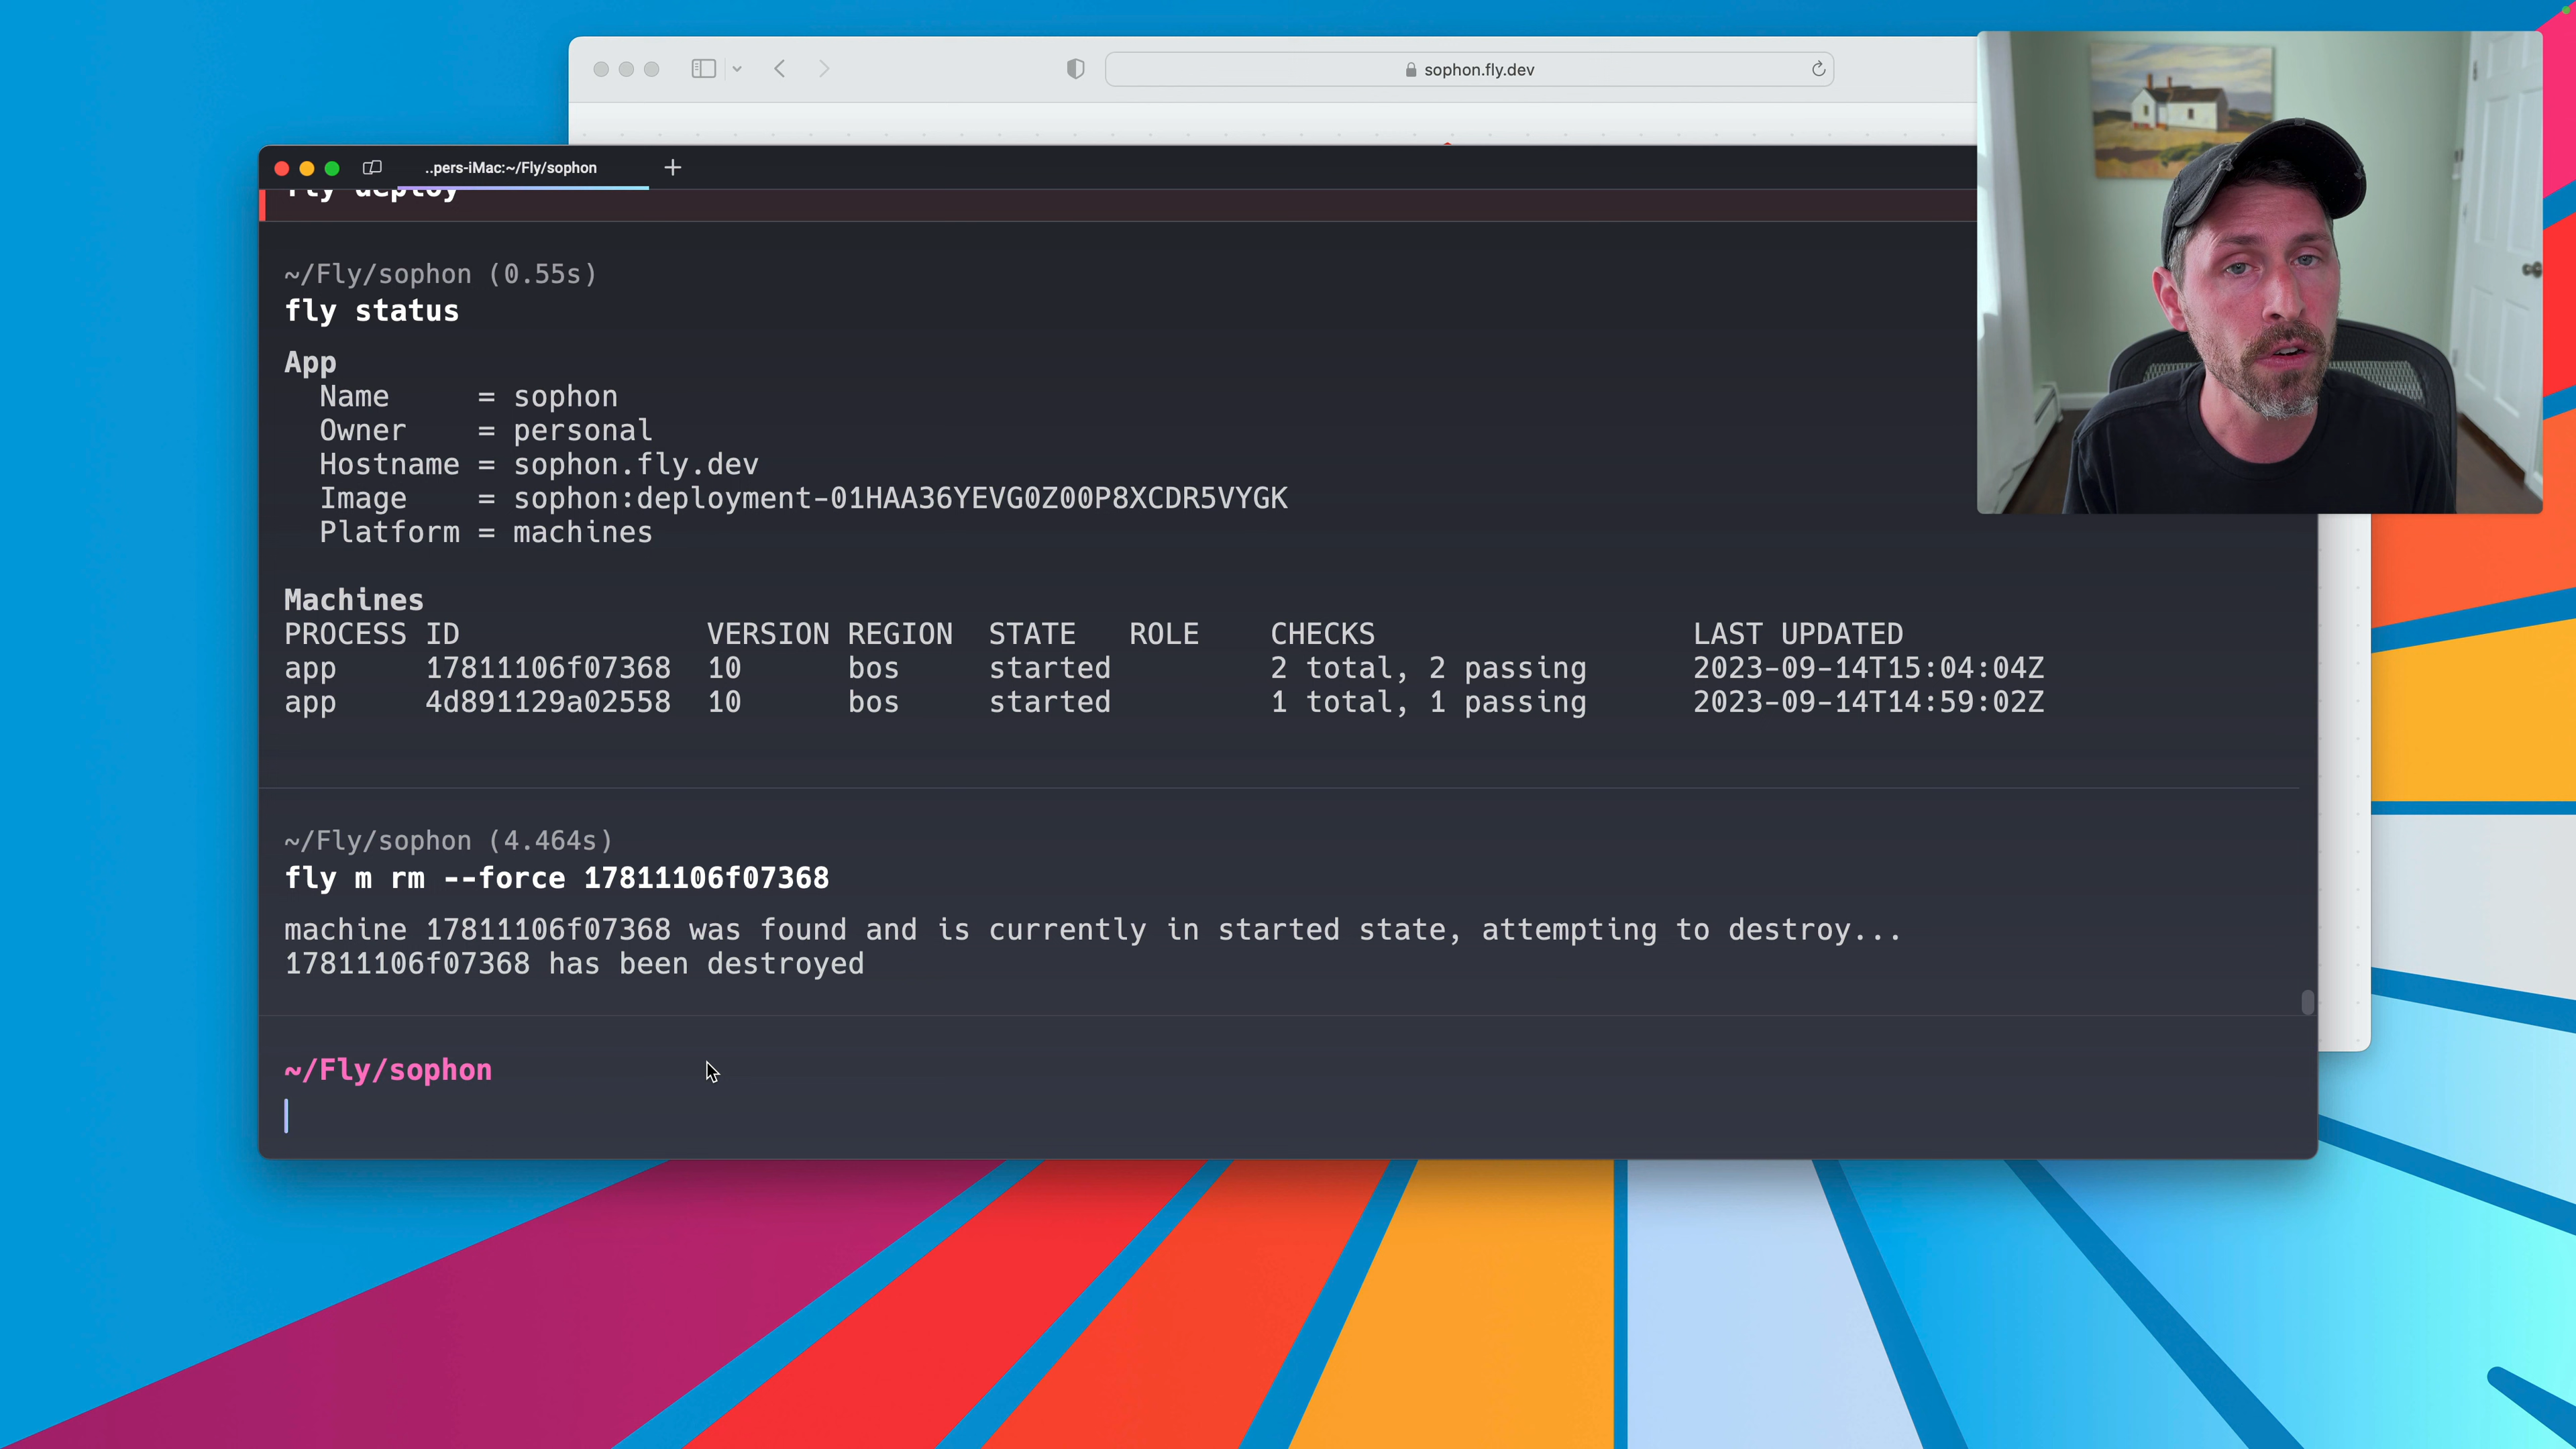 sophon.fly.dev
..pers-iMac:~/Fly/sophon
fly deploy
~/Fly/sophon (0.55s)
fly status
App
Name = sophon
Owner = personal
Hostname = sophon.fly.dev
Image = sophon:deployment-01HAA36YEVG0Z00P8XCDR5VYGK
Platform = machines
Machines
PROCESS ID VERSION REGION STATE ROLE CHECKS LAST UPDATED
app 17811106f07368 10 bos started 2 total, 2 passing 2023-09-14T15:04:04Z
app 4d891129a02558 10 bos started 1 total, 1 passing 2023-09-14T14:59:02Z
~/Fly/sophon (4.464s)
fly m rm --force 17811106f07368
machine 17811106f07368 was found and is currently in started state, attempting to destroy...
17811106f07368 has been destroyed
~/Fly/sophon